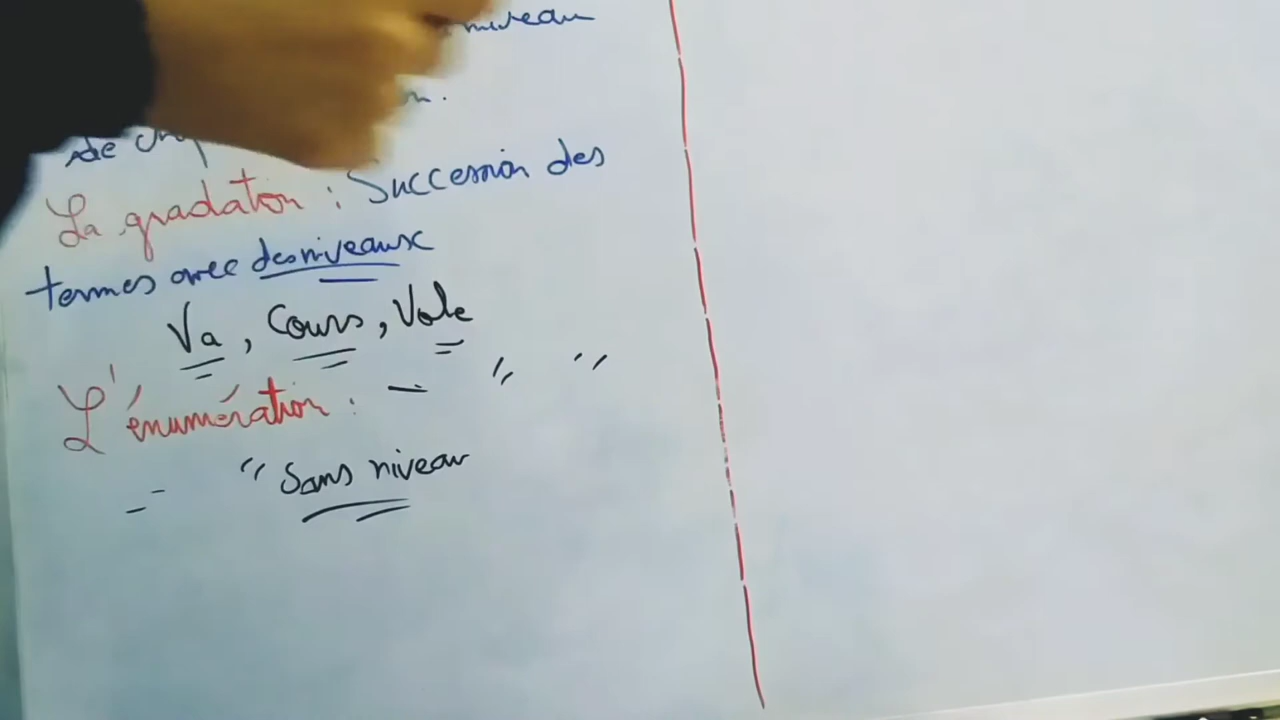 niveau
de
La gradation : Succession des
termes avec des niveaux
Va, Cours, Vole
L'énumération : — " "
" Sans niveau